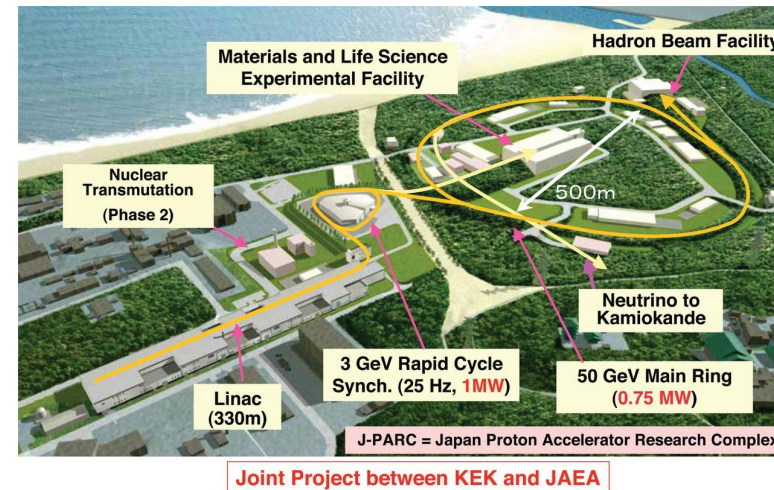 Hadron Beam Facility
Materials and Life Science
Experimental Facility
Nuclear
Transmutation
(Phase 2)
500m
Neutrino to
Kamiokande
3 GeV Rapid Cycle
Synch. (25 Hz, 1MW)
50 GeV Main Ring
(0.75 MW)
Linac
(330m)
J-PARC = Japan Proton Accelerator Research Complex
Joint Project between KEK and JAEA